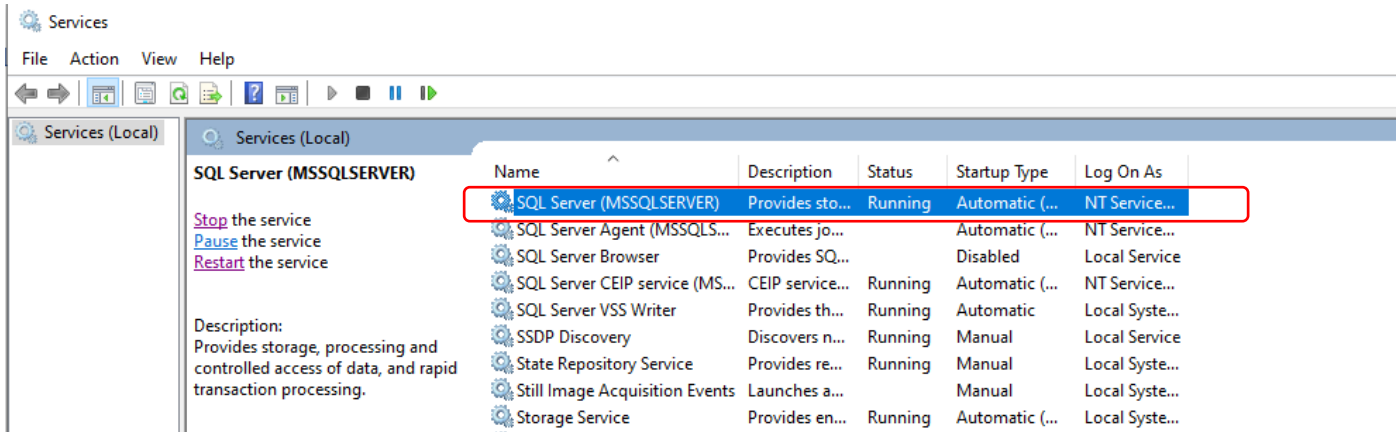 Services
File Action View Help
Services (Local)
Services (Local)
SQL Server (MSSQLSERVER)
Stop the service
Pause the service
Restart the service
Description:
Provides storage, processing and
controlled access of data, and rapid
transaction processing.
Name Description Status Startup Type Log On As
SQL Server (MSSQLSERVER) Provides sto... Running Automatic (... NT Service...
SQL Server Agent (MSSQLS... Executes jo... Automatic (... NT Service...
SQL Server Browser Provides SQ... Disabled Local Service
SQL Server CEIP service (MS... CEIP service... Running Automatic (... NT Service...
SQL Server VSS Writer Provides th... Running Automatic Local Syste...
SSDP Discovery Discovers n... Running Manual Local Service
State Repository Service Provides re... Running Manual Local Syste...
Still Image Acquisition Events Launches a... Manual Local Syste...
Storage Service Provides en... Running Automatic (... Local Syste...